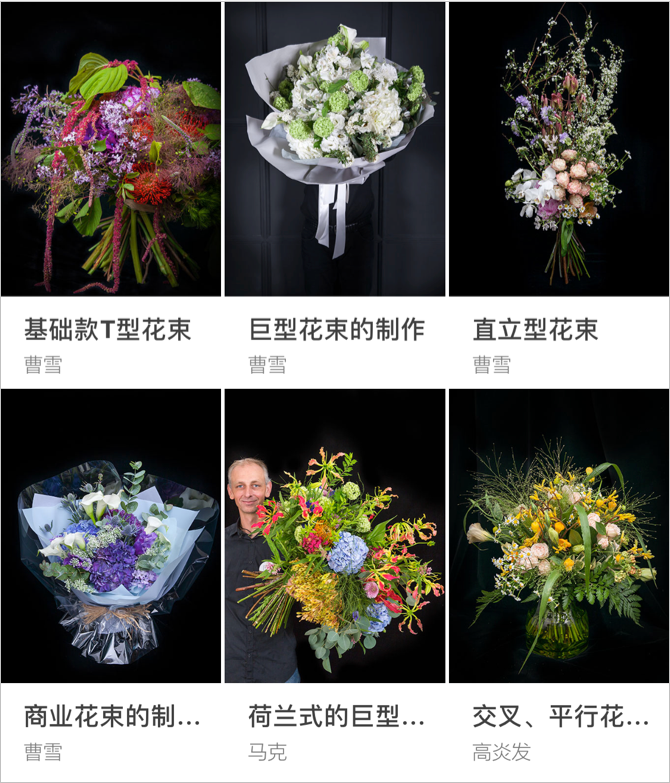 基础款T型花束
曹雪
巨型花束的制作
曹雪
直立型花束
曹雪
商业花束的制...
曹雪
荷兰式的巨型...
马克
交叉、平行花...
高炎发